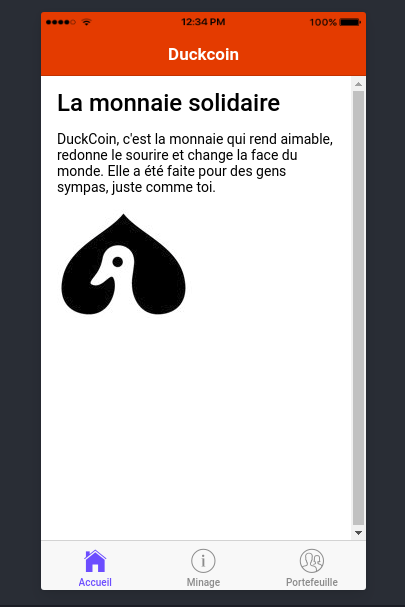 12:34 PM 100%
Duckcoin
La monnaie solidaire
DuckCoin, c'est la monnaie qui rend aimable,
redonne le sourire et change la face du
monde. Elle a été faite pour des gens
sympas, juste comme toi.
Accueil Minage Portefeuille